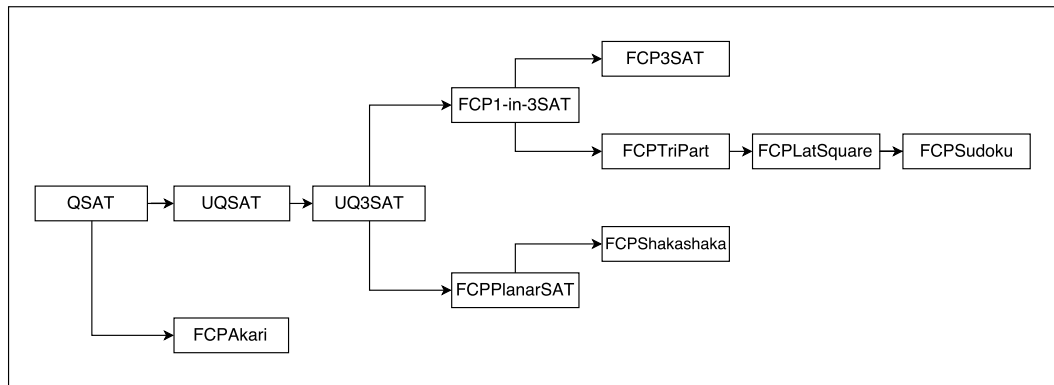 FCP3SAT
FCP1-in-3SAT
FCPTriPart
FCPLatSquare
FCPSudoku
QSAT
UQSAT
UQ3SAT
FCPShakashaka
FCPPlanarSAT
FCPAkari